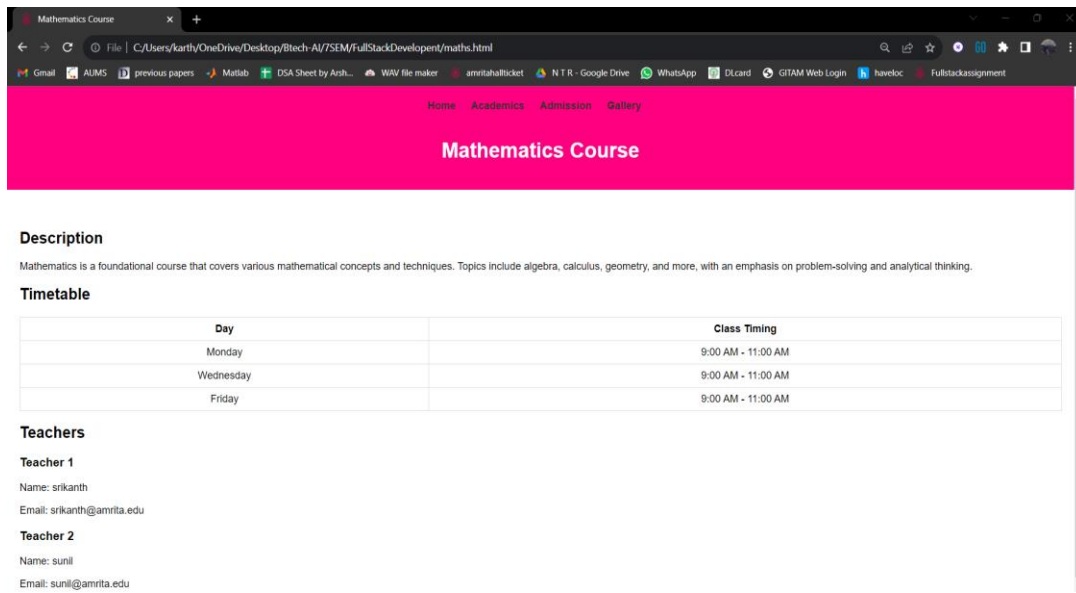 Mathematics Course
File | C:/Users/karth/OneDrive/Desktop/Btech-AI/7SEM/FullStackDevelopent/maths.html
Gmail AUMS previous papers Matlab DSA Sheet by Arsh... WAV file maker amritahallticket N T R - Google Drive WhatsApp DLcard GITAM Web Login haveloc Fullstackassignment
Home Academics Admission Gallery
Mathematics Course
Description
Mathematics is a foundational course that covers various mathematical concepts and techniques. Topics include algebra, calculus, geometry, and more, with an emphasis on problem-solving and analytical thinking.
Timetable
Day Class Timing
Monday 9:00 AM - 11:00 AM
Wednesday 9:00 AM - 11:00 AM
Friday 9:00 AM - 11:00 AM
Teachers
Teacher 1
Name: srikanth
Email: srikanth@amrita.edu
Teacher 2
Name: sunil
Email: sunil@amrita.edu